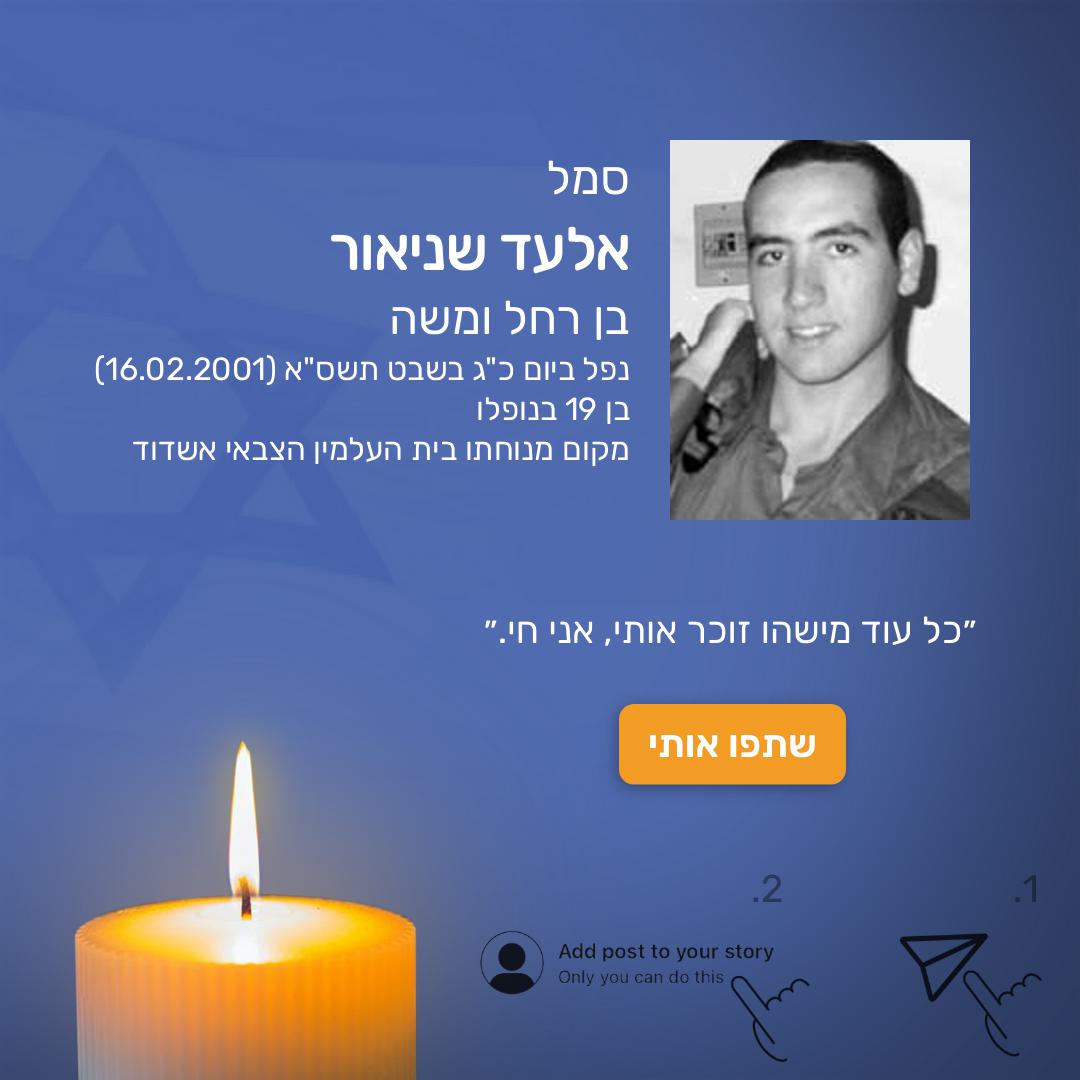 סמל
אלעד שניאור
בן רחל ומשה
נפל ביום כ"ג בשבט תשס"א (16.02.2001)
בן 19 בנופלו
מקום מנוחתו בית העלמין הצבאי אשדוד
״כל עוד מישהו זוכר אותי, אני חי.״
שתפו אותי
.1
.2
Add post to your story
Only you can do this